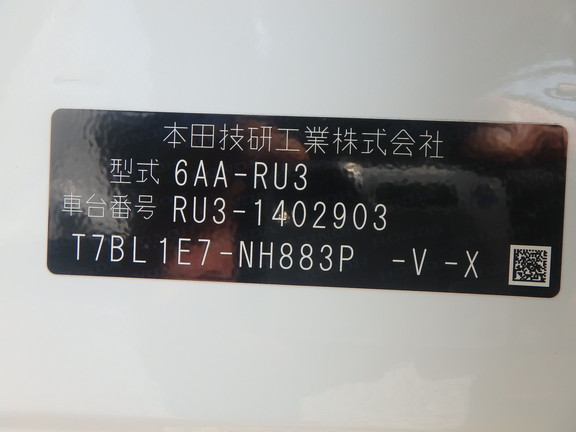 本田技研工業株式会社
型式 6AA-RU3
車台番号 RU3-1402903
T7BL1E7-NH883P -V -X